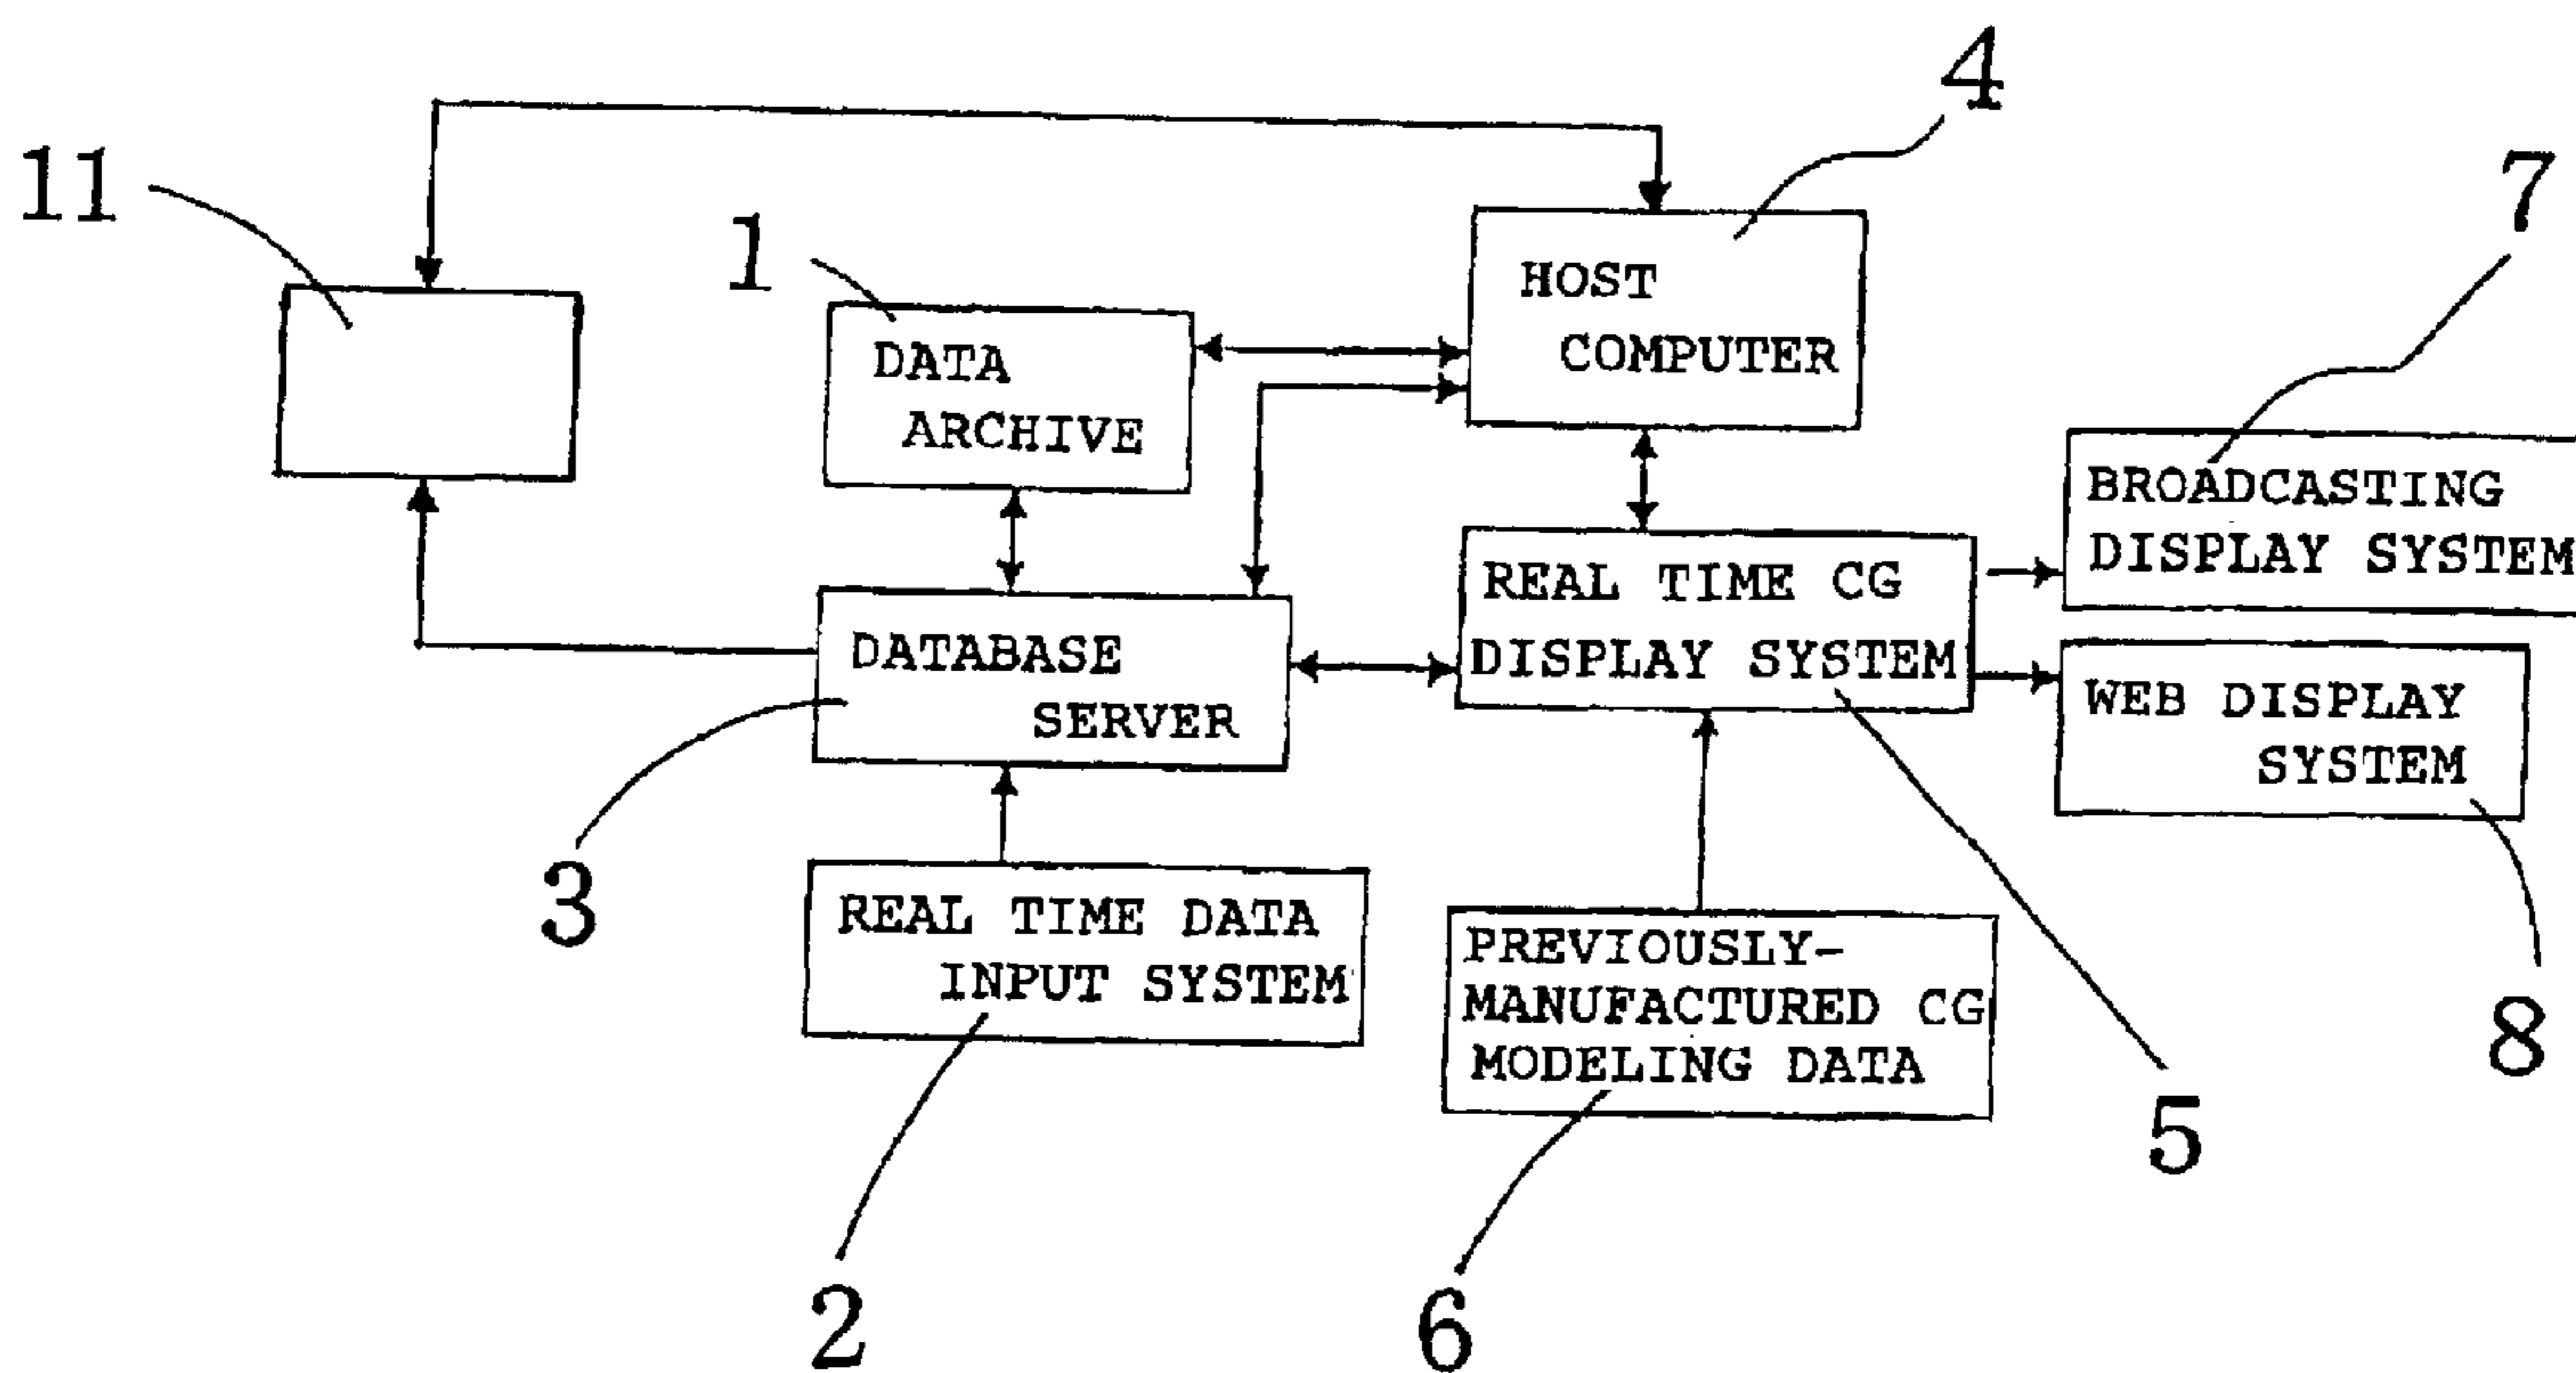 4
11
7
1
HOST
COMPUTER
DATA
ARCHIVE
BROADCASTING
DISPLAY SYSTEM
REAL TIME CG
DISPLAY SYSTEM
DATABASE
SERVER
WEB DISPLAY
SYSTEM
3
REAL TIME DATA
INPUT SYSTEM
PREVIOUSLY-
MANUFACTURED CG
MODELING DATA
8
5
2
6